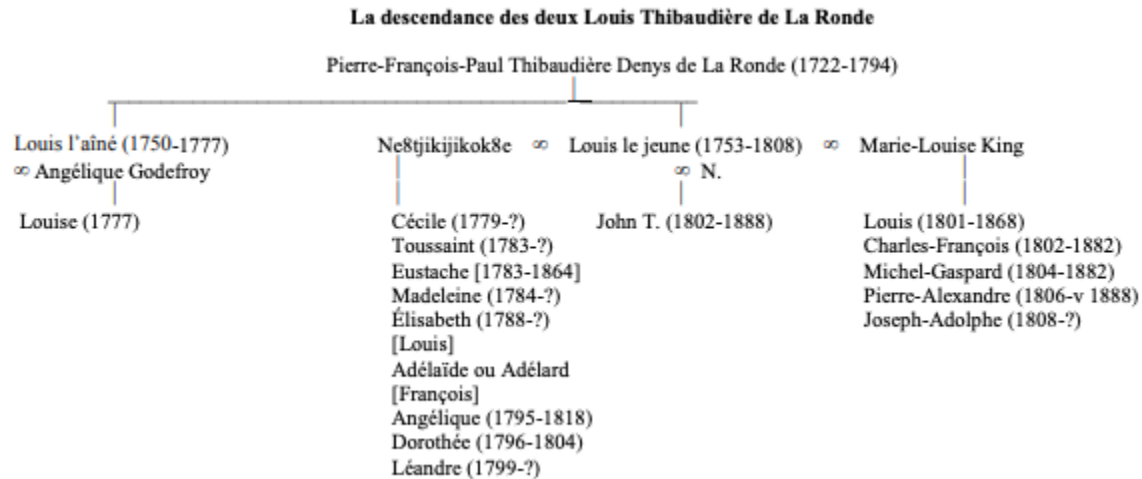 La descendance des deux Louis Thibaudière de La Ronde
Pierre-François-Paul Thibaudière Denys de La Ronde (1722-1794)
Louis l'aîné (1750-1777) Ne8tjikijikok8e ∞ Louis le jeune (1753-1808) ∞ Marie-Louise King
∞ Angélique Godefroy ∞ N.
Louise (1777) Cécile (1779-?) John T. (1802-1888) Louis (1801-1868)
Toussaint (1783-?) Charles-François (1802-1882)
Eustache [1783-1864] Michel-Gaspard (1804-1882)
Madeleine (1784-?) Pierre-Alexandre (1806-v 1888)
Élisabeth (1788-?) Joseph-Adolphe (1808-?)
[Louis]
Adélaïde ou Adélard
[François]
Angélique (1795-1818)
Dorothée (1796-1804)
Léandre (1799-?)